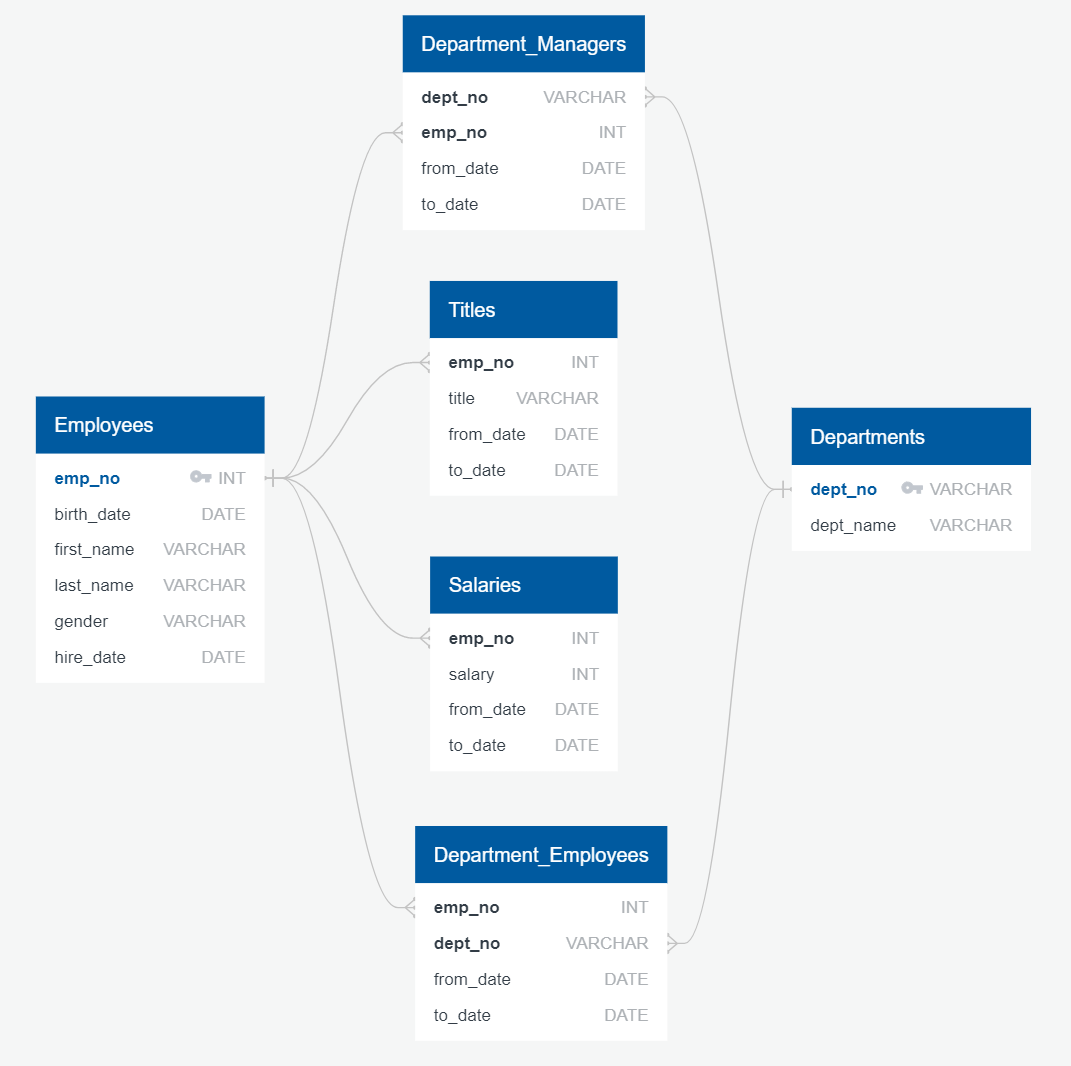 Department_Managers
dept_no VARCHAR
emp_no INT
from_date DATE
to_date DATE
Titles
emp_no INT
title VARCHAR
from_date DATE
to_date DATE
Employees
emp_no INT
birth_date DATE
first_name VARCHAR
last_name VARCHAR
gender VARCHAR
hire_date DATE
Departments
dept_no VARCHAR
dept_name VARCHAR
Salaries
emp_no INT
salary INT
from_date DATE
to_date DATE
Department_Employees
emp_no INT
dept_no VARCHAR
from_date DATE
to_date DATE